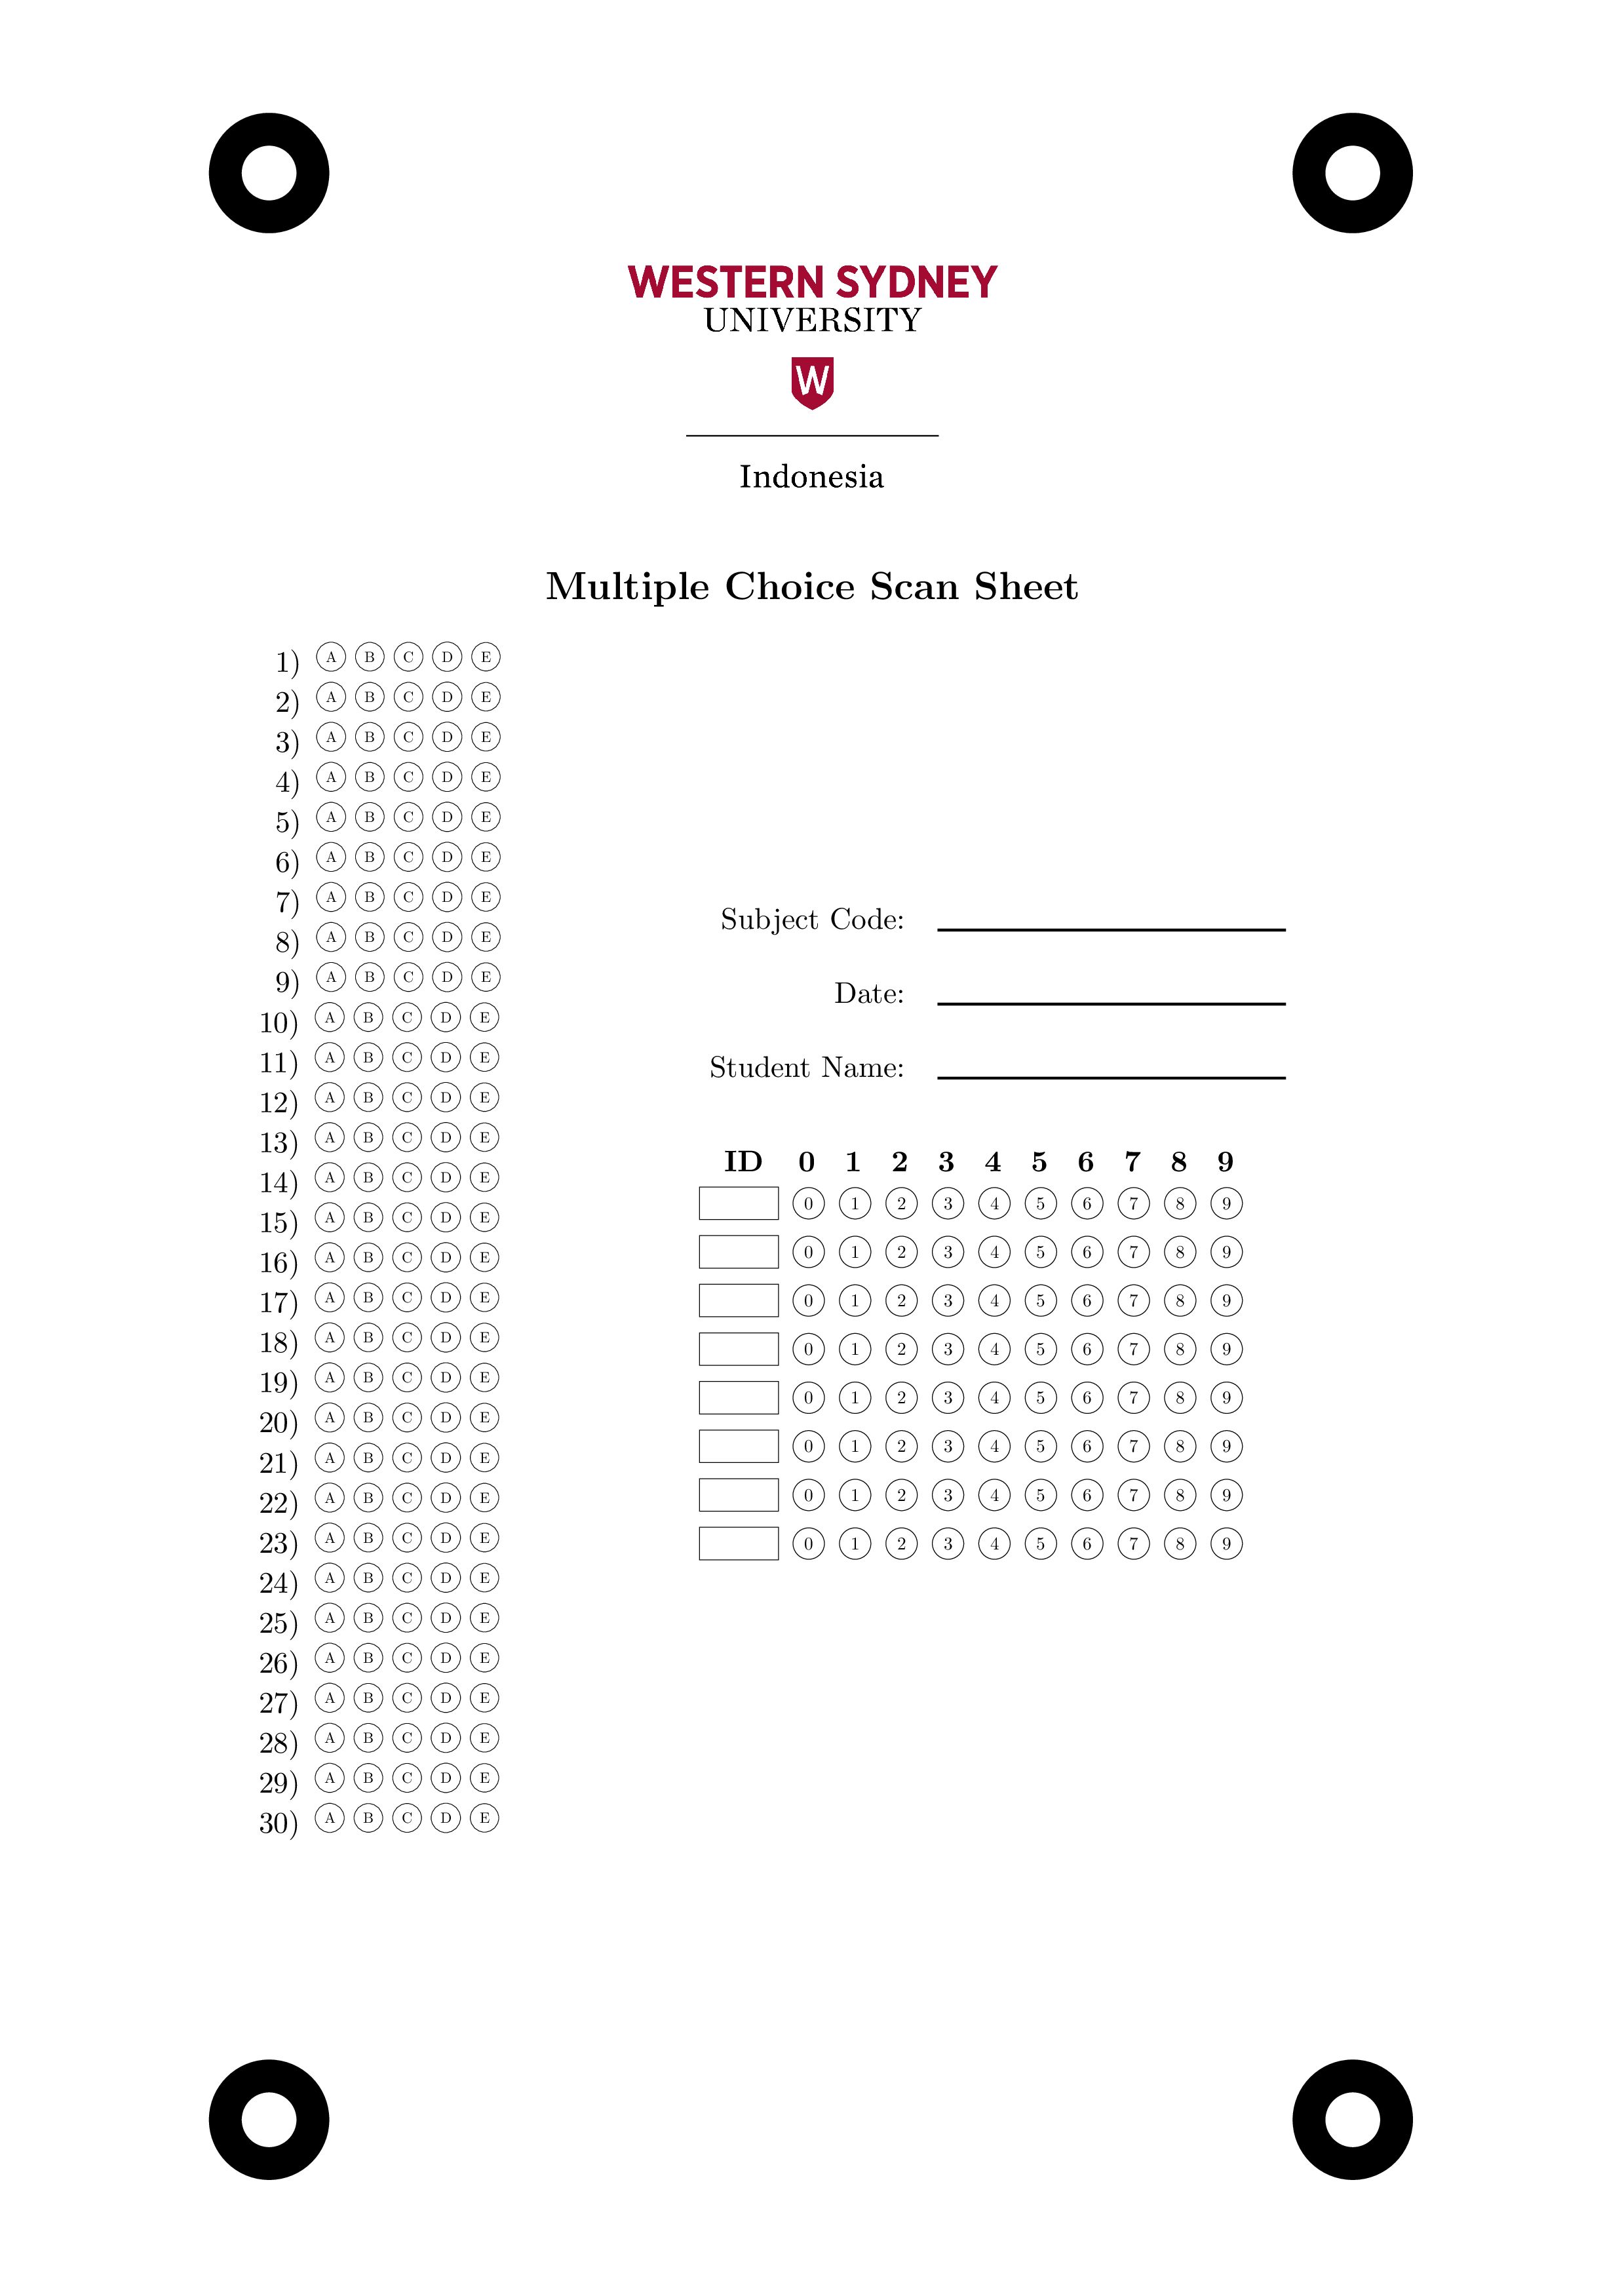 WESTERN SYDNEY
UNIVERSITY
W
Indonesia
Multiple Choice Scan Sheet
1) A B C D E
2) A B C D E
3) A B C D E
4) A B C D E
5) A B C D E
6) A B C D E
7) A B C D E
8) A B C D E
9) A B C D E
10) A B C D E
11) A B C D E
12) A B C D E
13) A B C D E
14) A B C D E
15) A B C D E
16) A B C D E
17) A B C D E
18) A B C D E
19) A B C D E
20) A B C D E
21) A B C D E
22) A B C D E
23) A B C D E
24) A B C D E
25) A B C D E
26) A B C D E
27) A B C D E
28) A B C D E
29) A B C D E
30) A B C D E
Subject Code:
Date:
Student Name:
ID 0 1 2 3 4 5 6 7 8 9
0 1 2 3 4 5 6 7 8 9
0 1 2 3 4 5 6 7 8 9
0 1 2 3 4 5 6 7 8 9
0 1 2 3 4 5 6 7 8 9
0 1 2 3 4 5 6 7 8 9
0 1 2 3 4 5 6 7 8 9
0 1 2 3 4 5 6 7 8 9
0 1 2 3 4 5 6 7 8 9